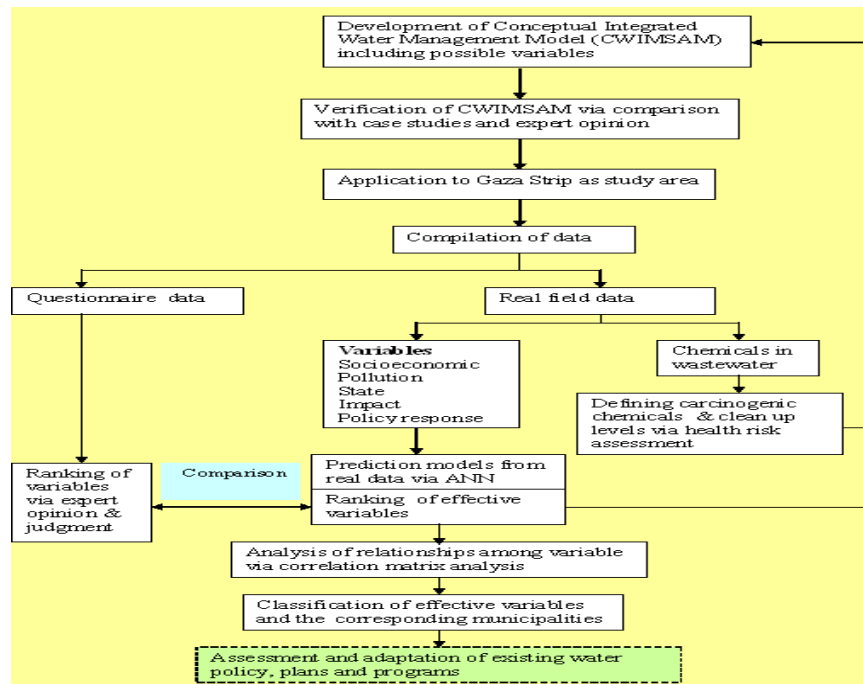 Development of Conceptual Integrated
Water Management Model (CWIMSAM)
including possible variables
Verification of CWIMSAM via comparison
with case studies and expert opinion
Application to Gaza Strip as study area
Compilation of data
Questionnaire data
Real field data
Variables
Socioeconomic
Pollution
State
Impact
Policy response
Chemicals in
wastewater
Defining carcinogenic
chemicals & clean up
levels via health risk
assessment
Ranking of
variables
via expert
opinion &
judgment
Comparison
Prediction models from
real data via ANN
Ranking of effective
variables
Analysis of relationships among variable
via correlation matrix analysis
Classification of effective variables
and the corresponding municipalities
Assessment and adaptation of existing water
policy, plans and programs